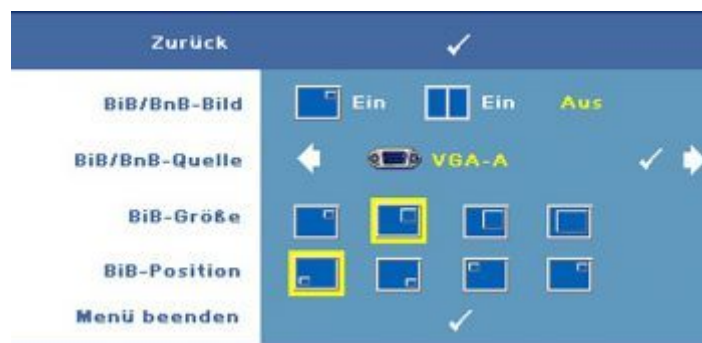 Zurück
BiB/BnB-Bild Ein Ein Aus
BiB/BnB-Quelle VGA-A
BiB-Größe
BiB-Position
Menü beenden